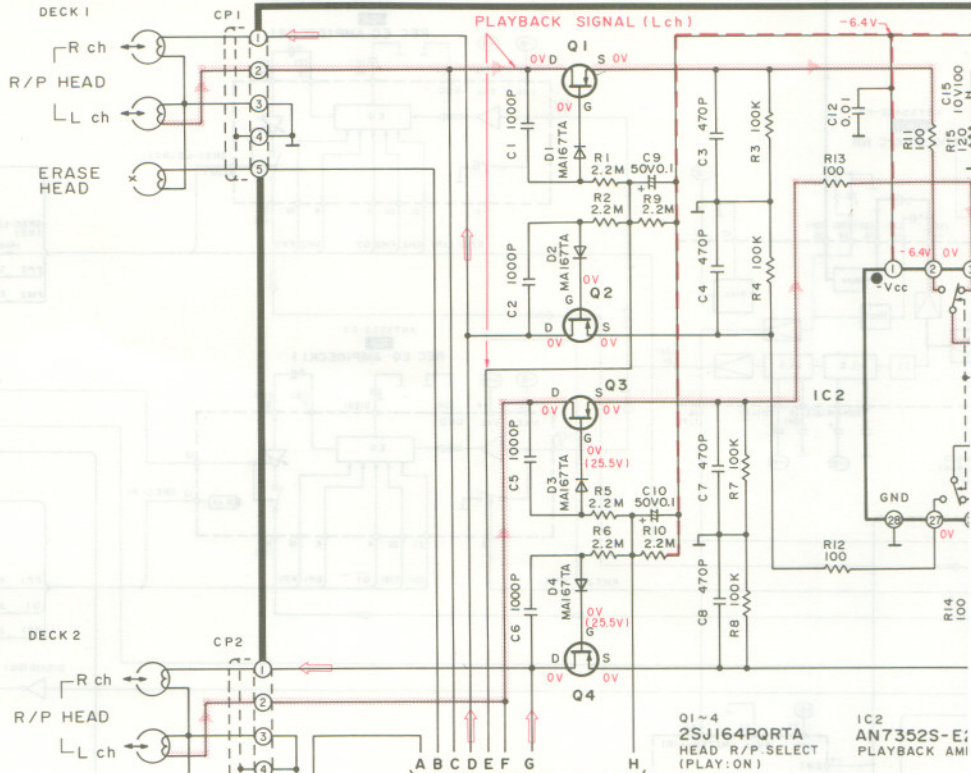 DECK 1
CP1
PLAYBACK SIGNAL (Lch)
-6.4V
R ch
R/P HEAD
L ch
ERASE
HEAD
1
2
3
4
5
Q1
0V D
S 0V
0V
G
C1 1000P
D1
MA167TA
R1
2.2M
C9
50V0.1
+
R2
2.2M
R9
2.2M
C3 470P
R3 100K
C12
0.01
R11
100
C15
10V100
R15
120
R13
100
C2 1000P
D2
MA167TA
0V
G
Q2
D
S
0V
0V
C4 470P
R4 100K
-6.4V 0V
1
2
3
-Vcc
IC2
GND
28
27
0V
Q3
D
S
0V
0V
G
0V
(25.5V)
C5 1000P
D3
MA167TA
R5
2.2M
C10
50V0.1
+
R6
2.2M
R10
2.2M
C7 470P
R7 100K
R12
100
R14
100
C6 1000P
D4
MA167TA
0V
(25.5V)
G
D
S
0V
0V
Q4
C8 470P
R8 100K
DECK 2
CP2
R ch
R/P HEAD
L ch
1
2
3
4
A B C D E F G H
Q1~4
2SJ164PQRTA
HEAD R/P.SELECT
(PLAY:ON)
IC2
AN7352S-E
PLAYBACK